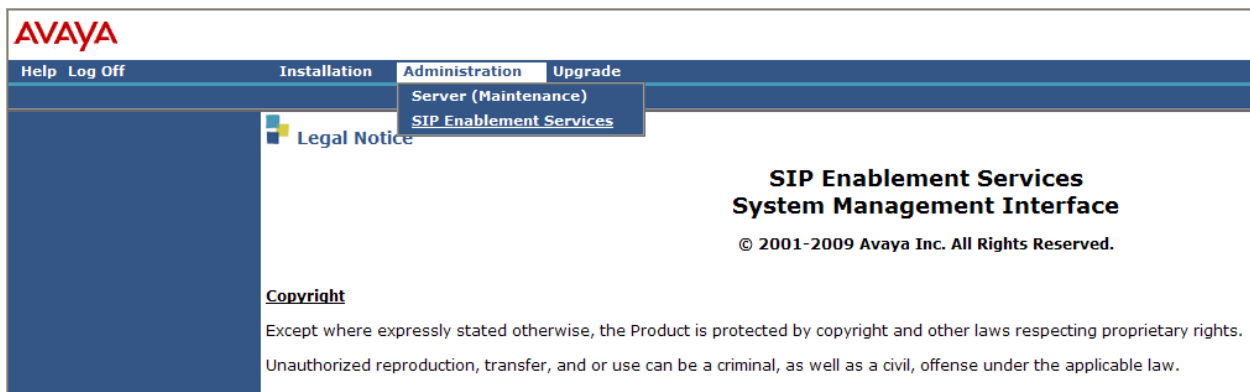 AVAYA
Help Log Off Installation Administration Upgrade
Server (Maintenance)
SIP Enablement Services
Legal Notice
SIP Enablement Services
System Management Interface
© 2001-2009 Avaya Inc. All Rights Reserved.
Copyright
Except where expressly stated otherwise, the Product is protected by copyright and other laws respecting proprietary rights.
Unauthorized reproduction, transfer, and or use can be a criminal, as well as a civil, offense under the applicable law.